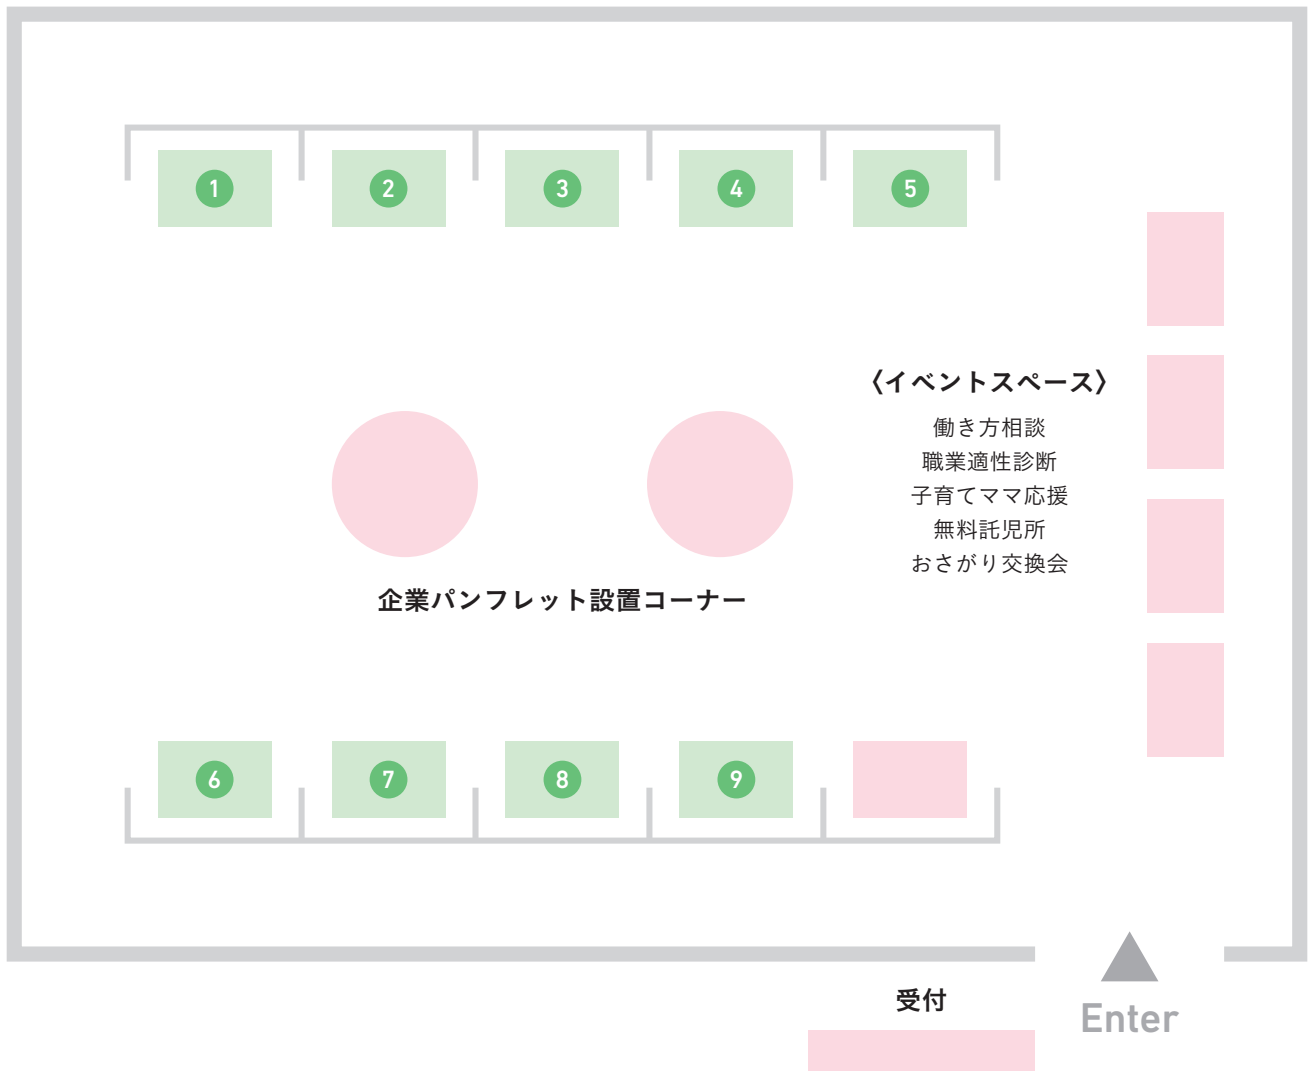 1
2
3
4
5
〈イベントスペース〉
働き方相談
職業適性診断
子育てママ応援
無料託児所
おさがり交換会
企業パンフレット設置コーナー
6
7
8
9
受付
Enter